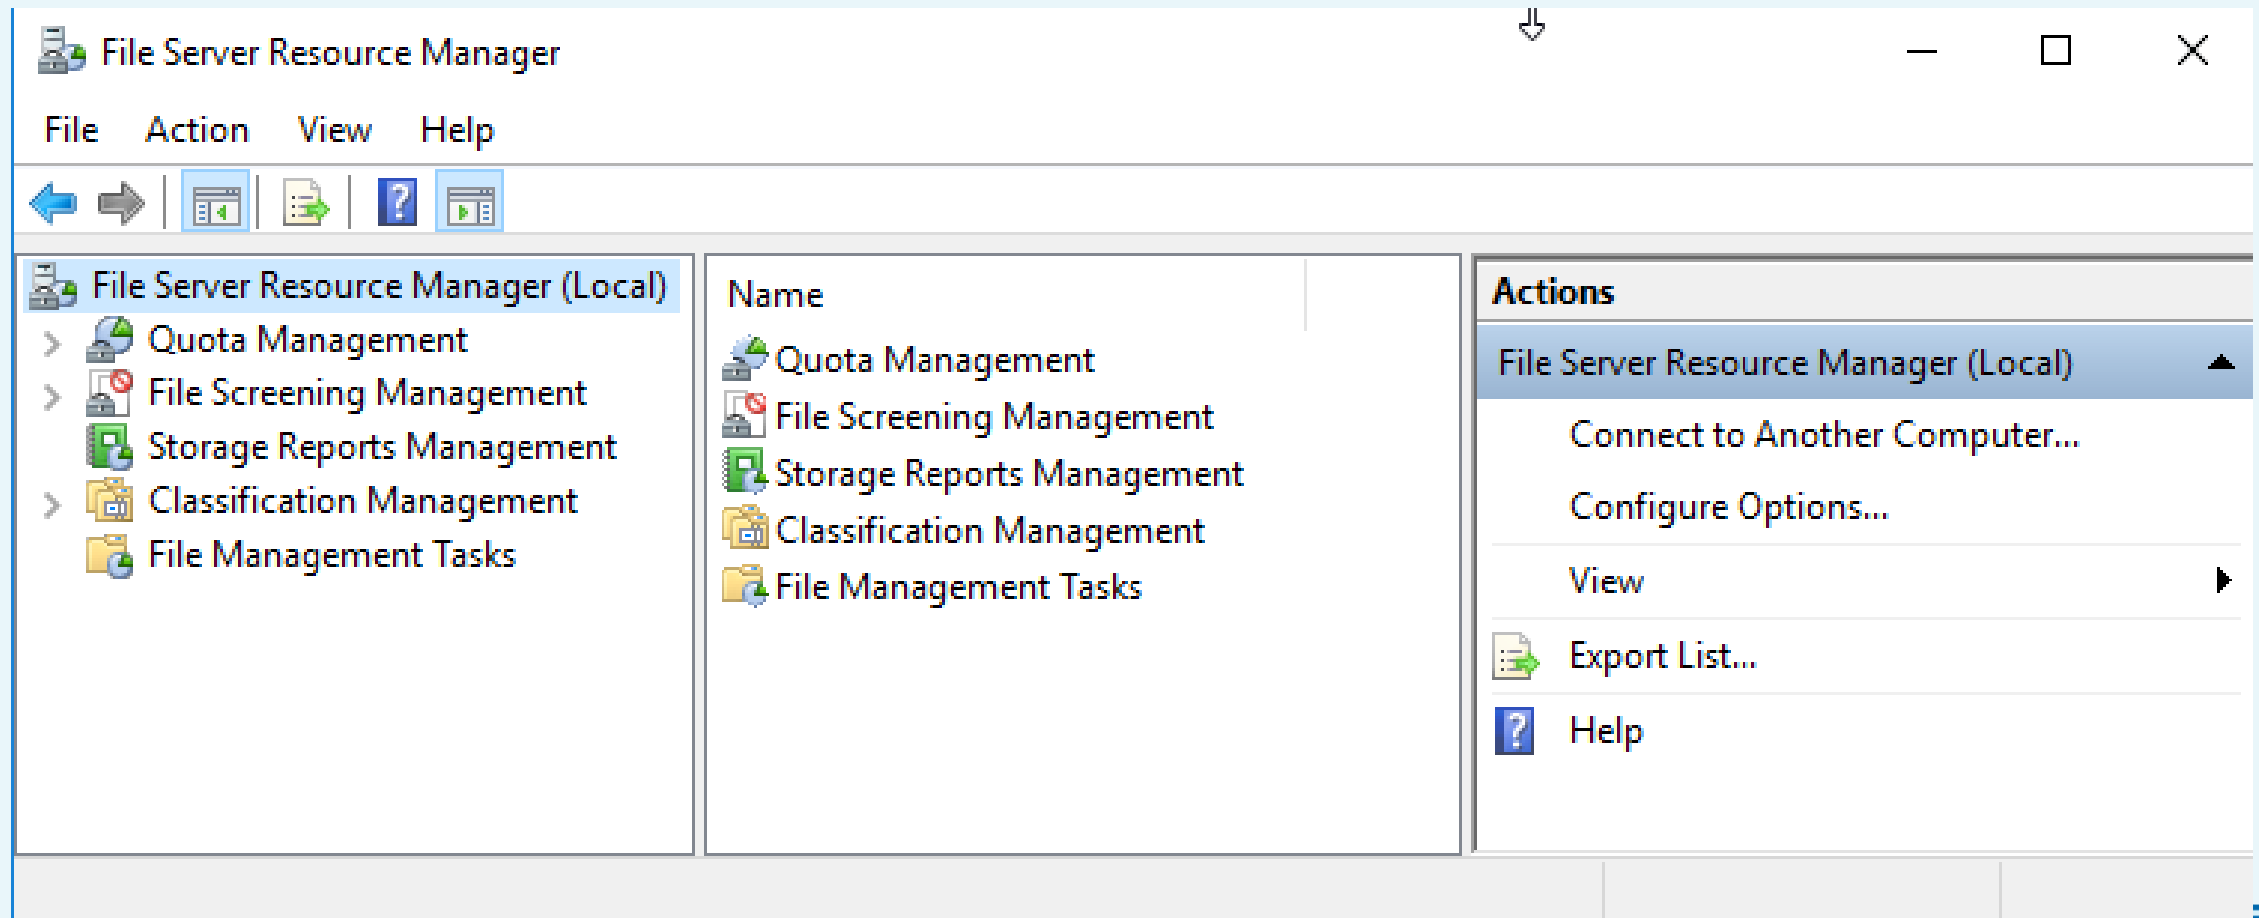 File Server Resource Manager
File Action View Help
File Server Resource Manager (Local)
Quota Management
File Screening Management
Storage Reports Management
Classification Management
File Management Tasks
Name
Quota Management
File Screening Management
Storage Reports Management
Classification Management
File Management Tasks
Actions
File Server Resource Manager (Local)
Connect to Another Computer...
Configure Options...
View
Export List...
Help